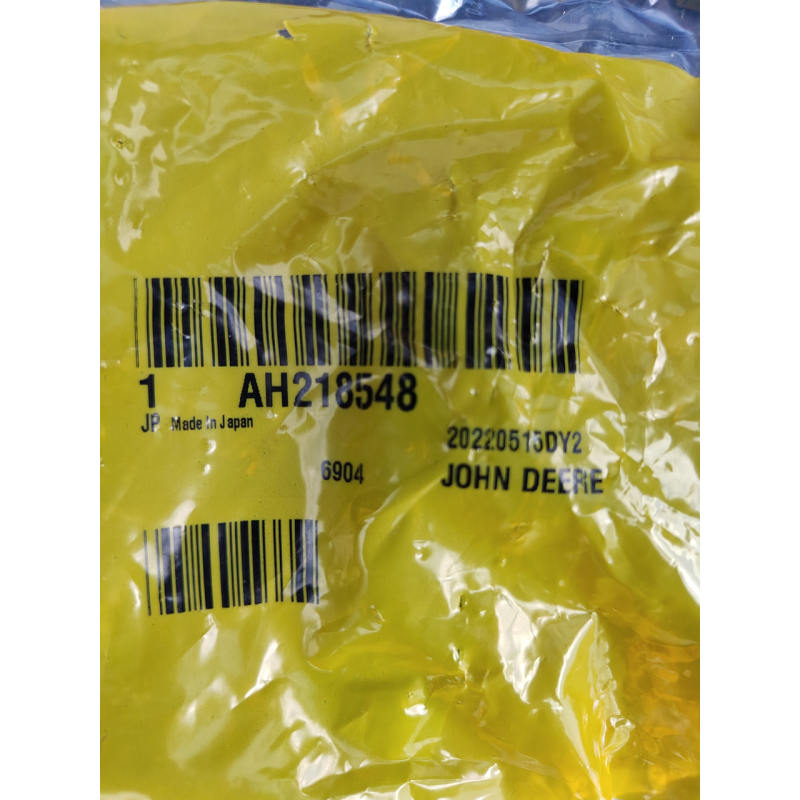 1 AH218548
JP Made In Japan
20220515DY2
6904 JOHN DEERE